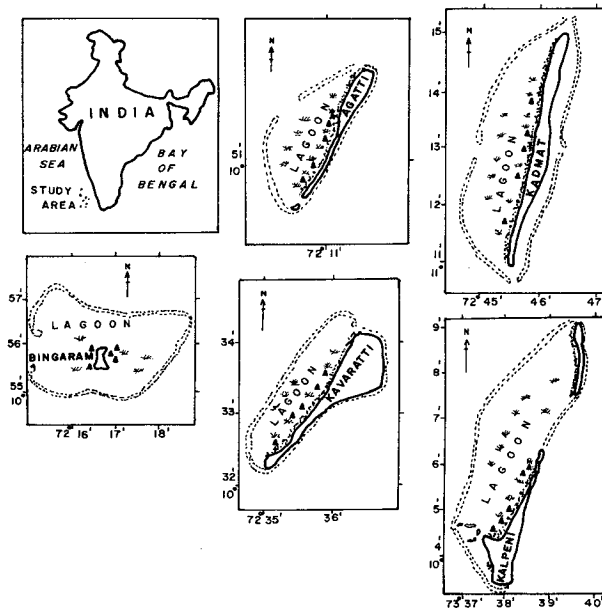 INDIA
ARABIAN
SEA
BAY
OF
BENGAL
STUDY
AREA
N
LAGOON
AGATTI
51'
10°
72° 11'
N
15'
14'
13'
12'
11'
11°
LAGOON
KADMAT
72° 45'
46'
47'
N
57'
56'
55'
10°
LAGOON
BINGARAM
72° 16'
17'
18'
N
34'
33'
32'
10°
LAGOON
KAVARATTI
72° 35'
36'
N
9'
8'
7'
6'
5'
4'
10°
LAGOON
KALPENI
73° 37'
38'
39'
40'